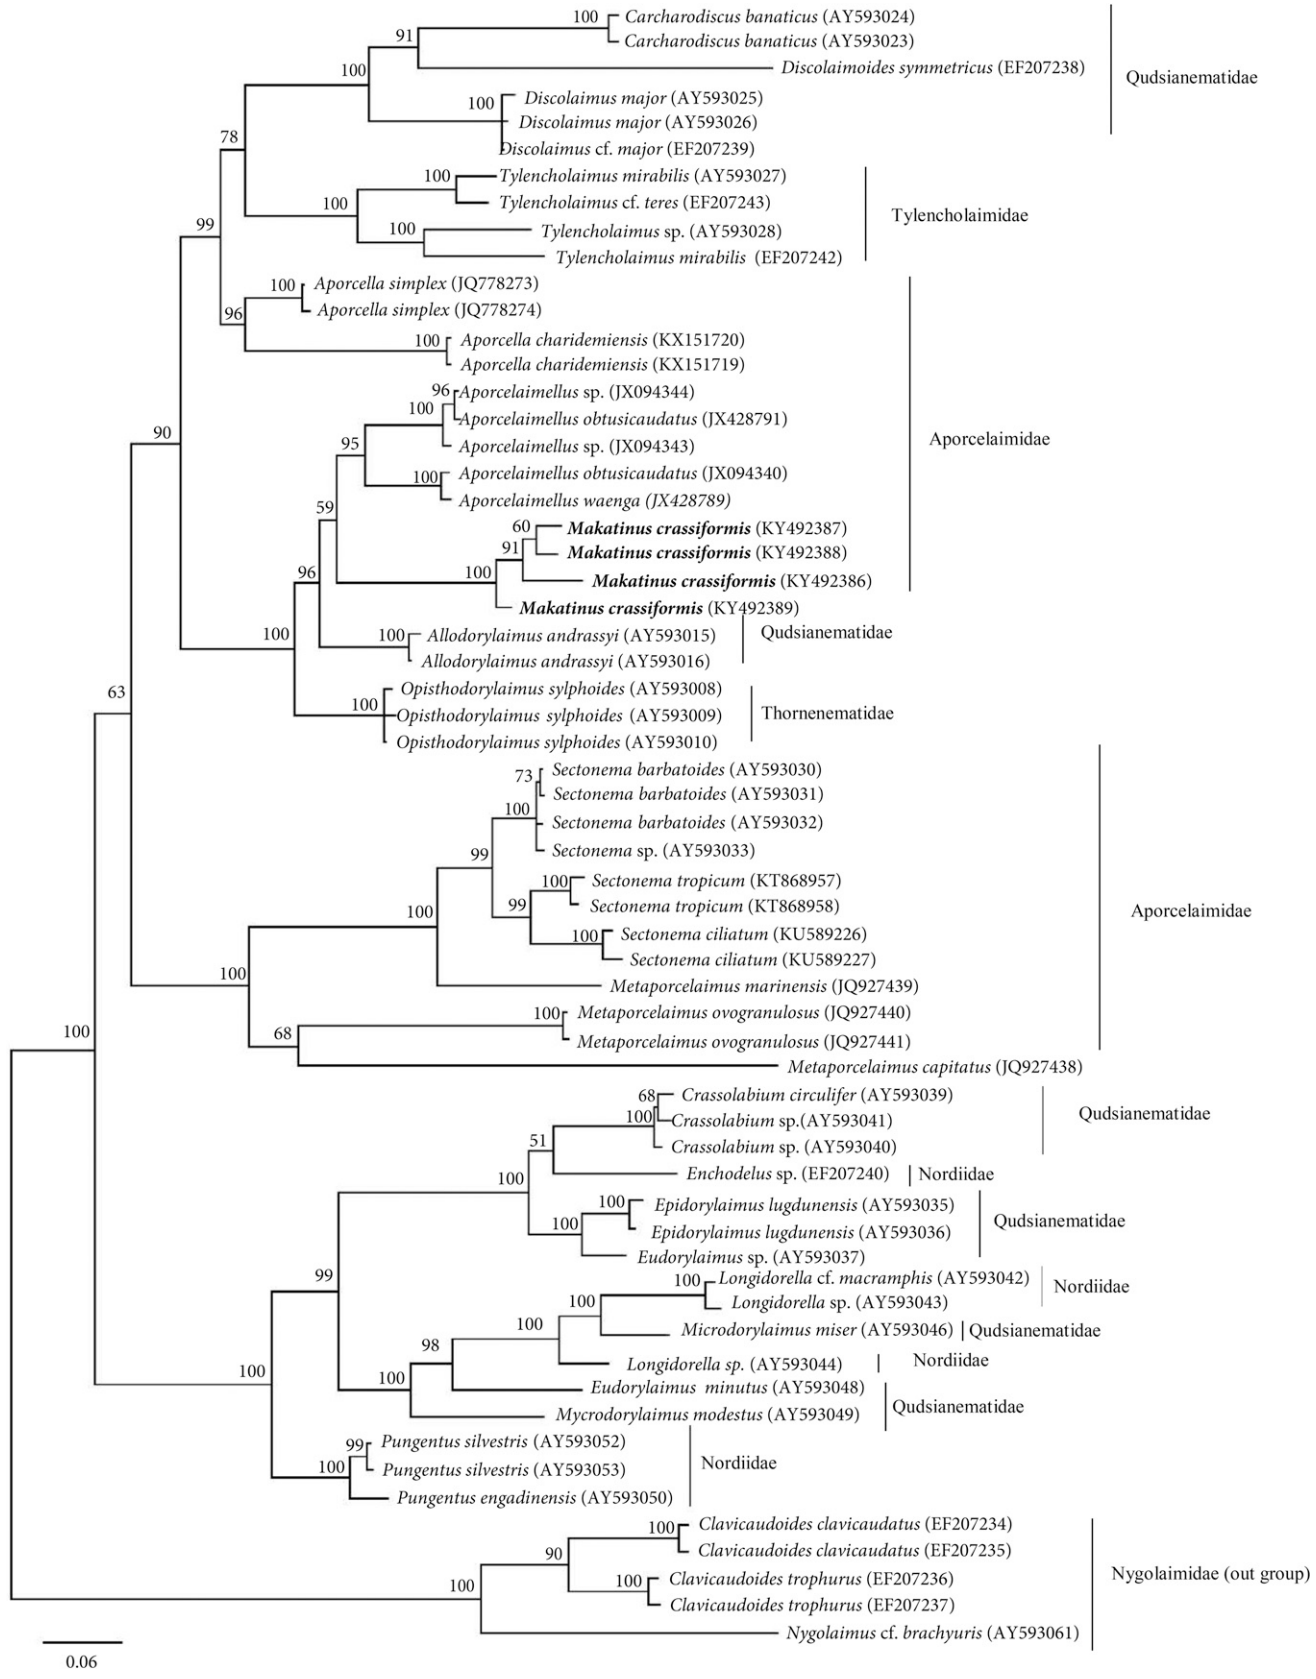 100 Carcharodiscus banaticus (AY593024)
91 Carcharodiscus banaticus (AY593023)
100 Discolaimoides symmetricus (EF207238) Qudsianematidae
100 Discolaimus major (AY593025)
Discolaimus major (AY593026)
78 Discolaimus cf. major (EF207239)
100 Tylencholaimus mirabilis (AY593027)
100 Tylencholaimus cf. teres (EF207243)
99 100 Tylencholaimus sp. (AY593028) Tylencholaimidae
Tylencholaimus mirabilis (EF207242)
100 Aporcella simplex (JQ778273)
96 Aporcella simplex (JQ778274)
100 Aporcella charidemiensis (KX151720)
Aporcella charidemiensis (KX151719)
96 Aporcelaimellus sp. (JX094344)
100 Aporcelaimellus obtusicaudatus (JX428791)
90 95 Aporcelaimellus sp. (JX094343) Aporcelaimidae
100 Aporcelaimellus obtusicaudatus (JX094340)
Aporcelaimellus waenga (JX428789)
59 60 Makatinus crassiformis (KY492387)
91 Makatinus crassiformis (KY492388)
96 100 Makatinus crassiformis (KY492386)
Makatinus crassiformis (KY492389)
100 100 Allodorylaimus andrassyi (AY593015) Qudsianematidae
Allodorylaimus andrassyi (AY593016)
63 Opisthodorylaimus sylphoides (AY593008)
100 Opisthodorylaimus sylphoides (AY593009) Thornenematidae
Opisthodorylaimus sylphoides (AY593010)
73 Sectonema barbatoides (AY593030)
Sectonema barbatoides (AY593031)
100 Sectonema barbatoides (AY593032)
99 Sectonema sp. (AY593033)
100 Sectonema tropicum (KT868957)
100 99 Sectonema tropicum (KT868958) Aporcelaimidae
100 Sectonema ciliatum (KU589226)
Sectonema ciliatum (KU589227)
100 Metaporcelaimus marinensis (JQ927439)
100 Metaporcelaimus ovogranulosus (JQ927440)
100 68 Metaporcelaimus ovogranulosus (JQ927441)
Metaporcelaimus capitatus (JQ927438)
68 Crassolabium circulifer (AY593039)
100 Crassolabium sp.(AY593041) Qudsianematidae
51 Crassolabium sp. (AY593040)
100 Enchodelus sp. (EF207240) Nordiidae
100 Epidorylaimus lugdunensis (AY593035)
100 Epidorylaimus lugdunensis (AY593036) Qudsianematidae
Eudorylaimus sp. (AY593037)
99 100 Longidorella cf. macramphis (AY593042) Nordiidae
100 Longidorella sp. (AY593043)
100 Microdorylaimus miser (AY593046) Qudsianematidae
98 Longidorella sp. (AY593044) Nordiidae
100 100 Eudorylaimus minutus (AY593048) Qudsianematidae
Mycrodorylaimus modestus (AY593049)
99 Pungentus silvestris (AY593052)
100 Pungentus silvestris (AY593053) Nordiidae
Pungentus engadinensis (AY593050)
100 Clavicaudoides clavicaudatus (EF207234)
90 Clavicaudoides clavicaudatus (EF207235)
100 100 Clavicaudoides trophurus (EF207236) Nygolaimidae (out group)
Clavicaudoides trophurus (EF207237)
Nygolaimus cf. brachyuris (AY593061)
0.06